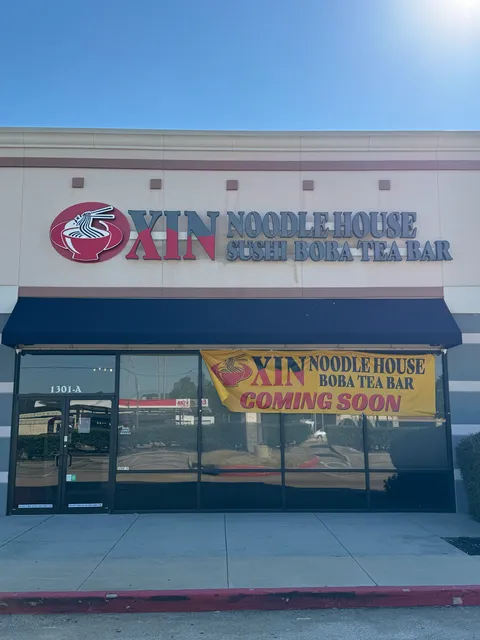 XIN NOODLE HOUSE
SUSHI BOBA TEA BAR
1301-A
XIN NOODLE HOUSE
BOBA TEA BAR
COMING SOON